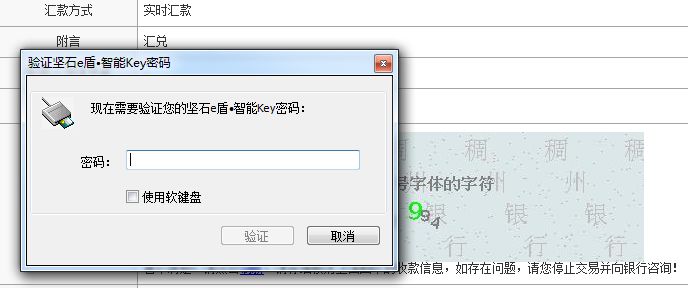 汇款方式 实时汇款
附言 汇兑
验证坚石e盾•智能Key密码
现在需要验证您的坚石e盾•智能Key密码：
密码：
使用软键盘
验证 取消
稠 稠 稠
号字体的字符
州 州
994
银 银 银
行 行 行
收款信息，如存在问题，请您停止交易并向银行咨询！